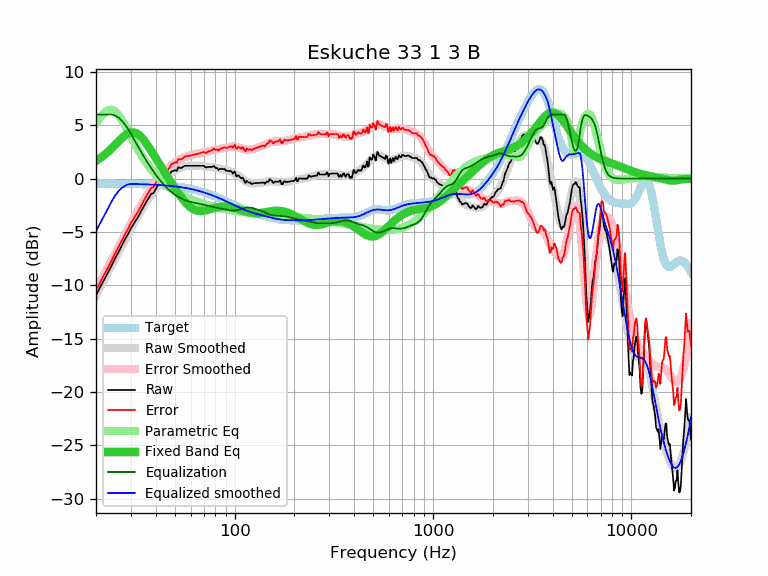 Eskuche 33 1 3 B
10
5
0
−5
−10
−15
−20
−25
−30
Amplitude (dBr)
Target
Raw Smoothed
Error Smoothed
Raw
Error
Parametric Eq
Fixed Band Eq
Equalization
Equalized smoothed
100
1000
10000
Frequency (Hz)